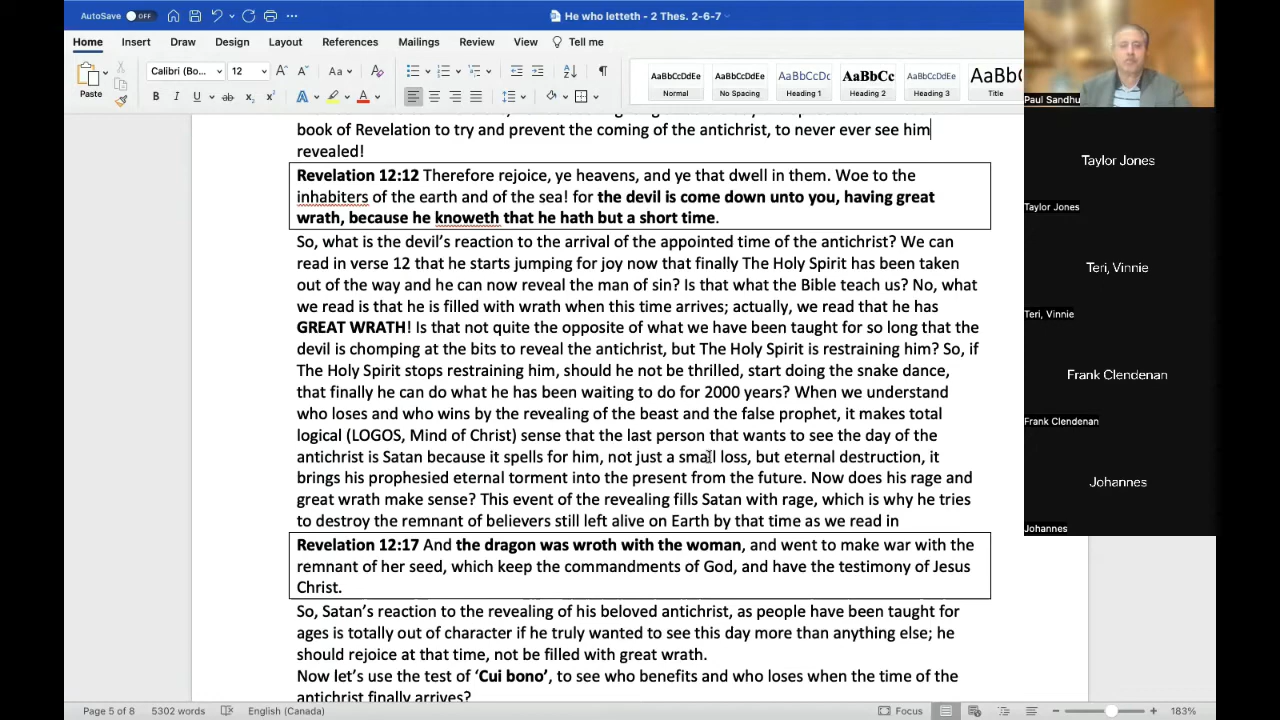 AutoSave OFF
He who letteth - 2 Thes. 2-6-7
Home Insert Draw Design Layout References Mailings Review View Tell me
Paste
Calibri (Bo... 12
AaBbCcDdEe AaBbCcDdEe AaBbCcDc AaBbCc AaBbCcDdEe AaBb(
Normal No Spacing Heading 1 Heading 2 Heading 3 Title
book of Revelation to try and prevent the coming of the antichrist, to never ever see him
revealed!
Revelation 12:12 Therefore rejoice, ye heavens, and ye that dwell in them. Woe to the
inhabiters of the earth and of the sea! for the devil is come down unto you, having great
wrath, because he knoweth that he hath but a short time.
So, what is the devil's reaction to the arrival of the appointed time of the antichrist? We can
read in verse 12 that he starts jumping for joy now that finally The Holy Spirit has been taken
out of the way and he can now reveal the man of sin? Is that what the Bible teach us? No, what
we read is that he is filled with wrath when this time arrives; actually, we read that he has
GREAT WRATH! Is that not quite the opposite of what we have been taught for so long that the
devil is chomping at the bits to reveal the antichrist, but The Holy Spirit is restraining him? So, if
The Holy Spirit stops restraining him, should he not be thrilled, start doing the snake dance,
that finally he can do what he has been waiting to do for 2000 years? When we understand
who loses and who wins by the revealing of the beast and the false prophet, it makes total
logical (LOGOS, Mind of Christ) sense that the last person that wants to see the day of the
antichrist is Satan because it spells for him, not just a small loss, but eternal destruction, it
brings his prophesied eternal torment into the present from the future. Now does his rage and
great wrath make sense? This event of the revealing fills Satan with rage, which is why he tries
to destroy the remnant of believers still left alive on Earth by that time as we read in
Revelation 12:17 And the dragon was wroth with the woman, and went to make war with the
remnant of her seed, which keep the commandments of God, and have the testimony of Jesus
Christ.
So, Satan's reaction to the revealing of his beloved antichrist, as people have been taught for
ages is totally out of character if he truly wanted to see this day more than anything else; he
should rejoice at that time, not be filled with great wrath.
Now let's use the test of 'Cui bono', to see who benefits and who loses when the time of the
antichrist finally arrives?
Page 5 of 8 5302 words English (Canada) Focus 183%
Paul Sandhu
Taylor Jones
Taylor Jones
Teri, Vinnie
Teri, Vinnie
Frank Clendenan
Frank Clendenan
Johannes
Johannes